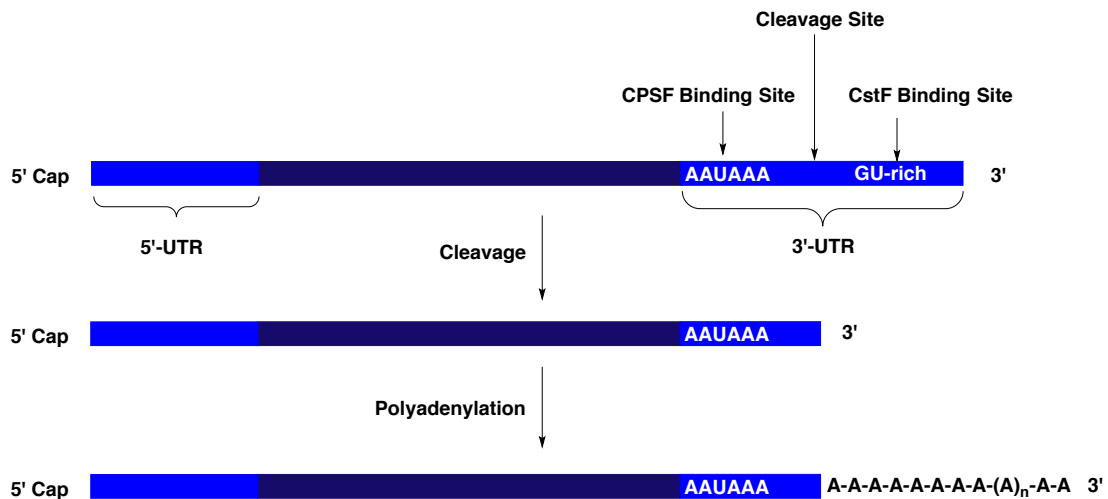 Cleavage Site
CPSF Binding Site
CstF Binding Site
5' Cap
AAUAAA
GU-rich
3'
5'-UTR
3'-UTR
Cleavage
5' Cap
AAUAAA
3'
Polyadenylation
5' Cap
AAUAAA
A-A-A-A-A-A-A-A-(A)n-A-A
3'